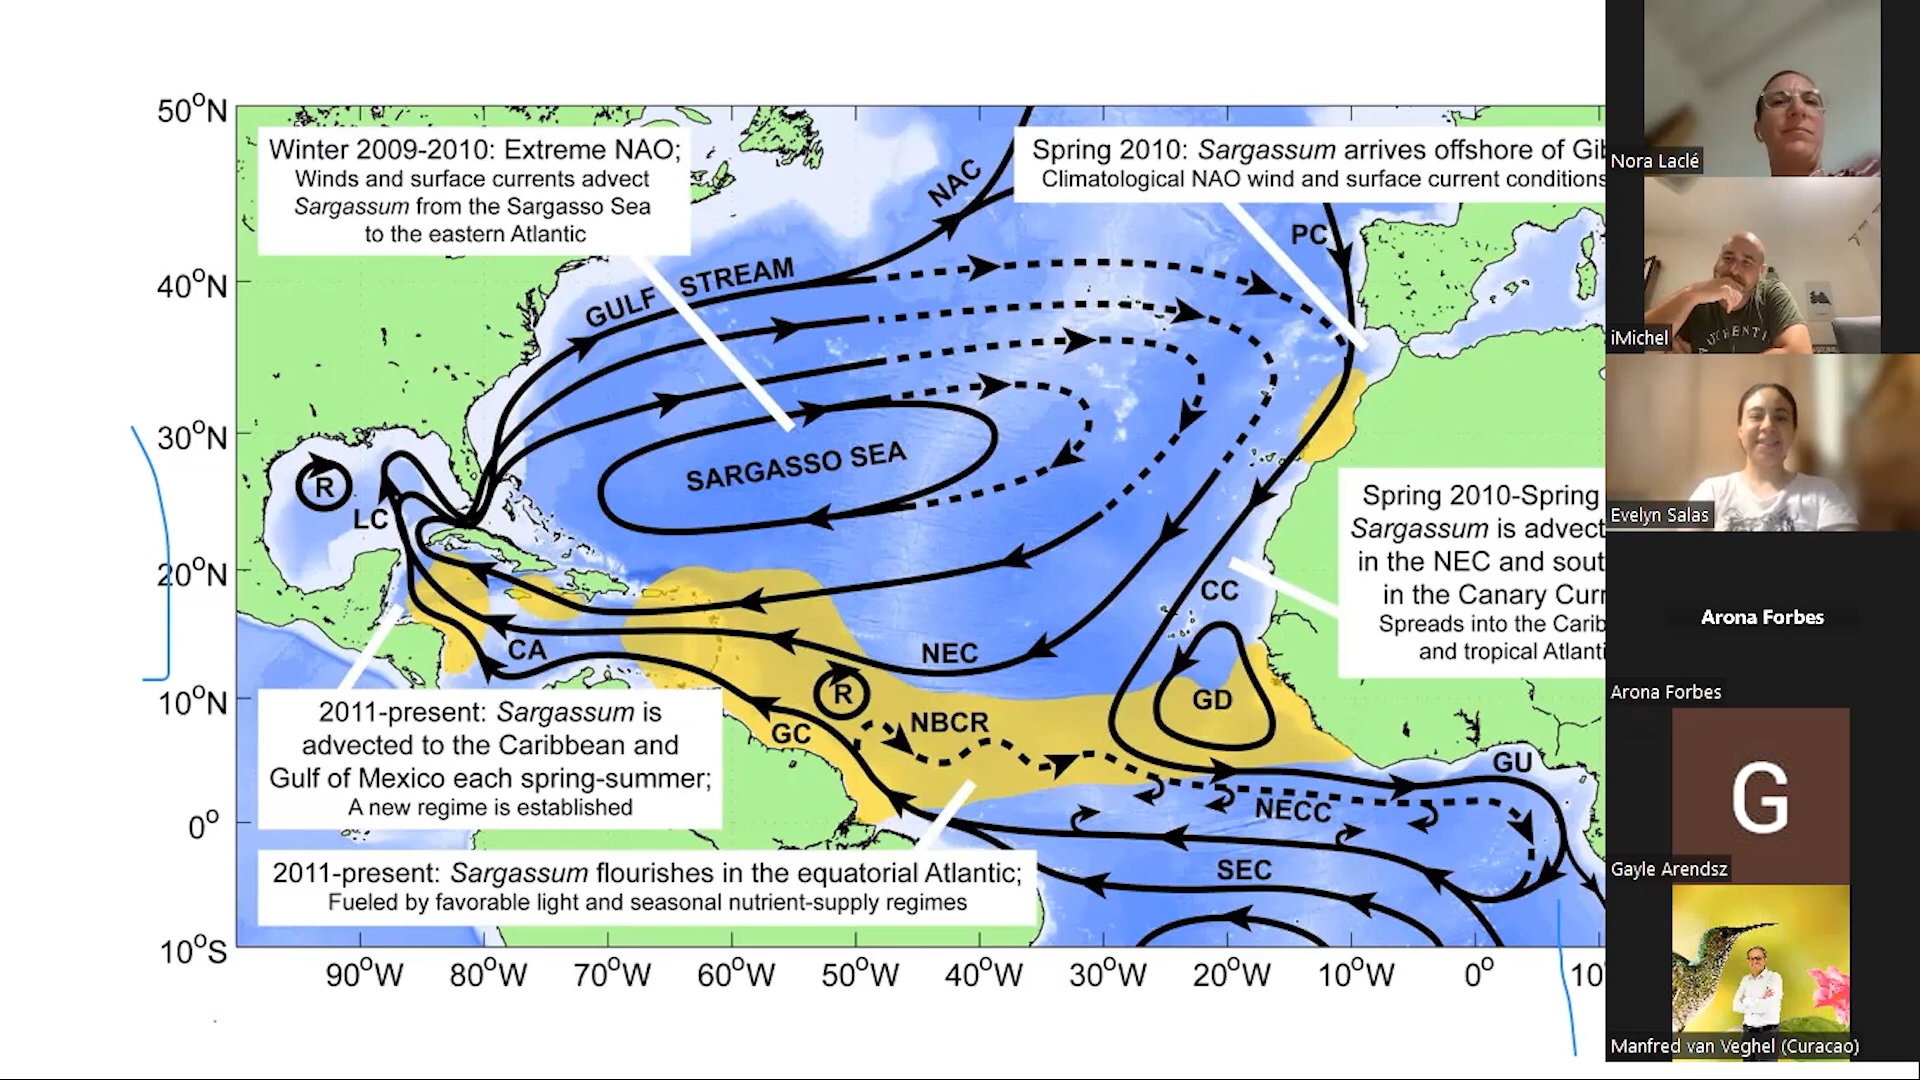 50°N
40°N
30°N
20°N
10°N
0°
10°S
90°W
80°W
70°W
60°W
50°W
40°W
30°W
20°W
10°W
0°
10
Winter 2009-2010: Extreme NAO;
Winds and surface currents advect
Sargassum from the Sargasso Sea
to the eastern Atlantic
Spring 2010: Sargassum arrives offshore of Gib
Climatological NAO wind and surface current conditions
NAC
PC
GULF STREAM
SARGASSO SEA
R
LC
Spring 2010-Spring
Sargassum is advect
in the NEC and sout
in the Canary Curr
Spreads into the Carib
and tropical Atlanti
CC
CA
NEC
R
GD
NBCR
GC
GU
NECC
SEC
2011-present: Sargassum is
advected to the Caribbean and
Gulf of Mexico each spring-summer;
A new regime is established
2011-present: Sargassum flourishes in the equatorial Atlantic;
Fueled by favorable light and seasonal nutrient-supply regimes
Nora Laclé
iMichel
Evelyn Salas
Arona Forbes
Arona Forbes
G
Gayle Arendsz
Manfred van Veghel (Curacao)